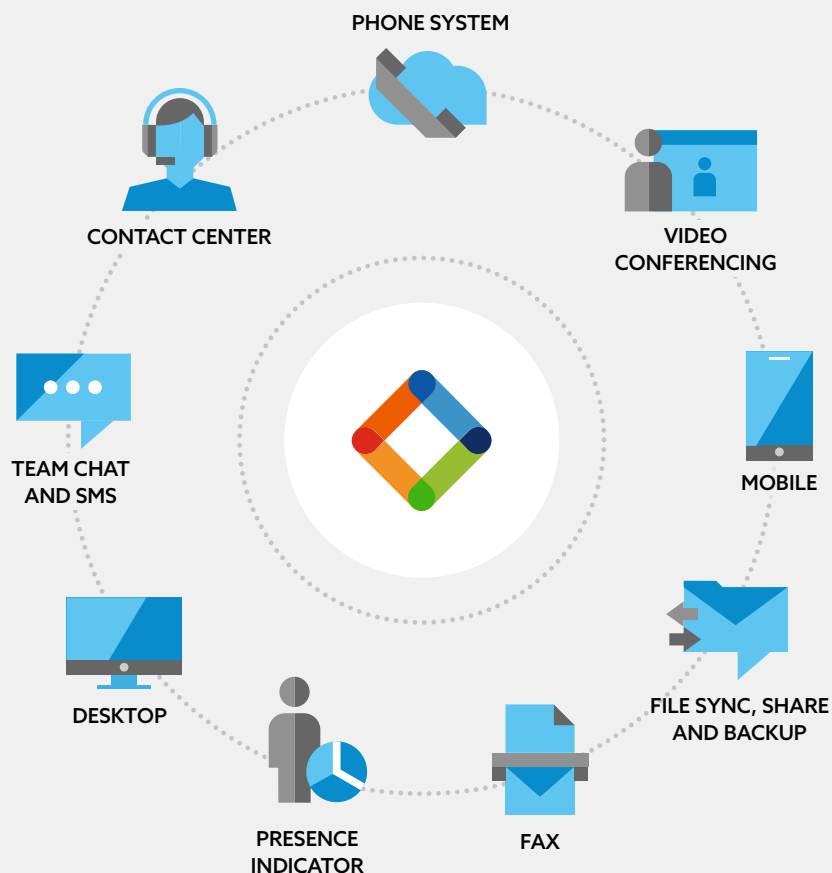 PHONE SYSTEM
CONTACT CENTER
VIDEO
CONFERENCING
TEAM CHAT
AND SMS
MOBILE
DESKTOP
FILE SYNC, SHARE
AND BACKUP
PRESENCE
INDICATOR
FAX